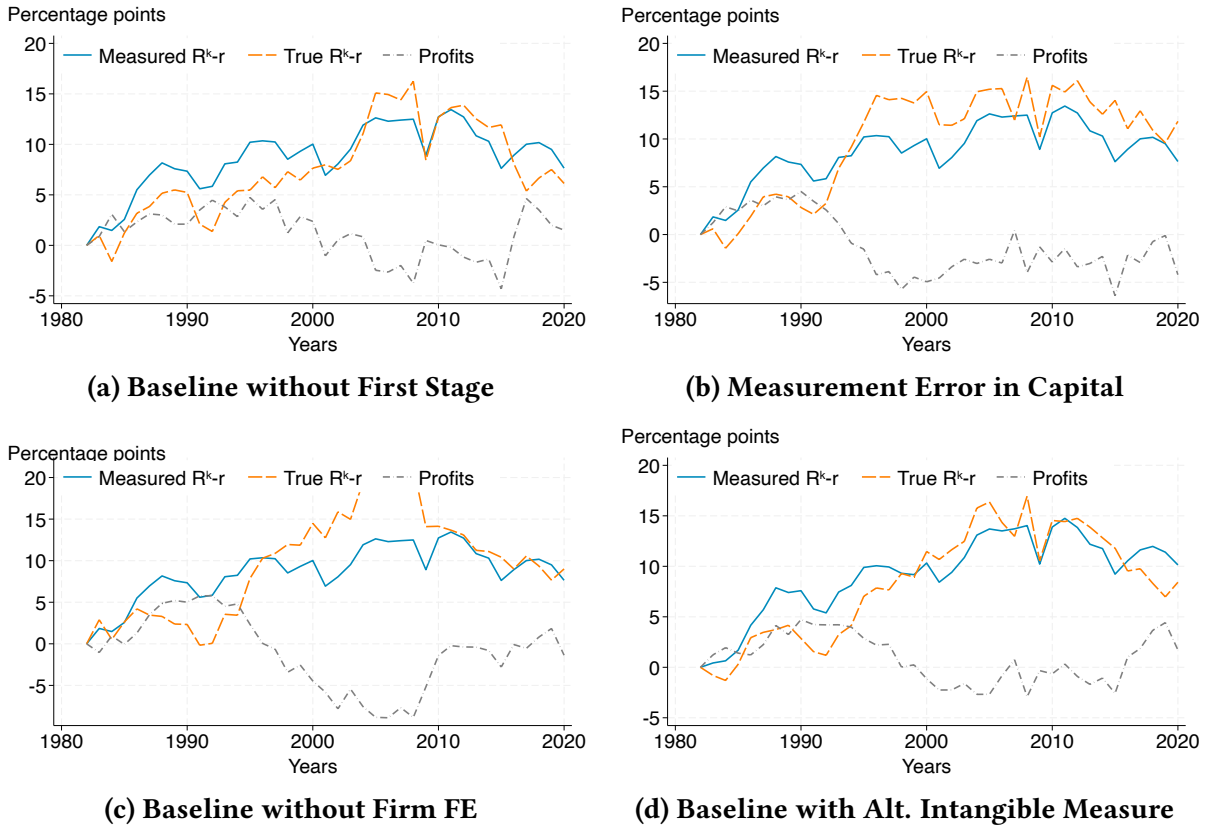 Percentage points
20
Measured Rᵏ-r True Rᵏ-r Profits
15
10
5
0
-5
1980 1990 2000 2010 2020
Years
(a) Baseline without First Stage
Percentage points
20
Measured Rᵏ-r True Rᵏ-r Profits
15
10
5
0
-5
1980 1990 2000 2010 2020
Years
(b) Measurement Error in Capital
Percentage points
20
Measured Rᵏ-r True Rᵏ-r Profits
15
10
5
0
-5
1980 1990 2000 2010 2020
Years
(c) Baseline without Firm FE
Percentage points
20
Measured Rᵏ-r True Rᵏ-r Profits
15
10
5
0
-5
1980 1990 2000 2010 2020
Years
(d) Baseline with Alt. Intangible Measure